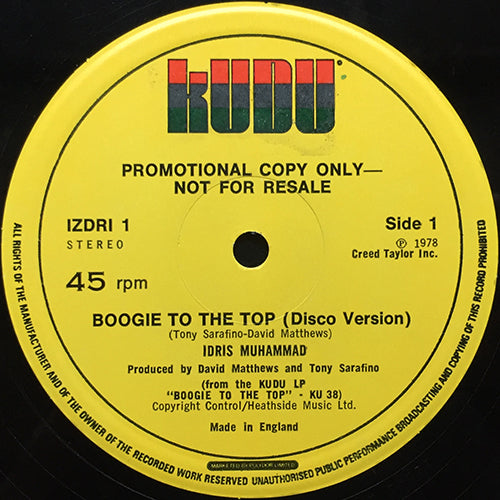 KUDU
PROMOTIONAL COPY ONLY—
NOT FOR RESALE
IZDRI 1
STEREO
45 rpm
Side 1
Ⓟ 1978
Creed Taylor Inc.
BOOGIE TO THE TOP (Disco Version)
(Tony Sarafino-David Matthews)
IDRIS MUHAMMAD
Produced by David Matthews and Tony Sarafino
(from the KUDU LP
"BOOGIE TO THE TOP" - KU 38)
Copyright Control/Heathside Music Ltd.
Made in England
MARKETED BY POLYDOR LIMITED
ALL RIGHTS OF THE MANUFACTURER AND OF THE OWNER OF THE RECORDED WORK RESERVED UNAUTHORISED PUBLIC PERFORMANCE BROADCASTING AND COPYING OF THIS RECORD PROHIBITED